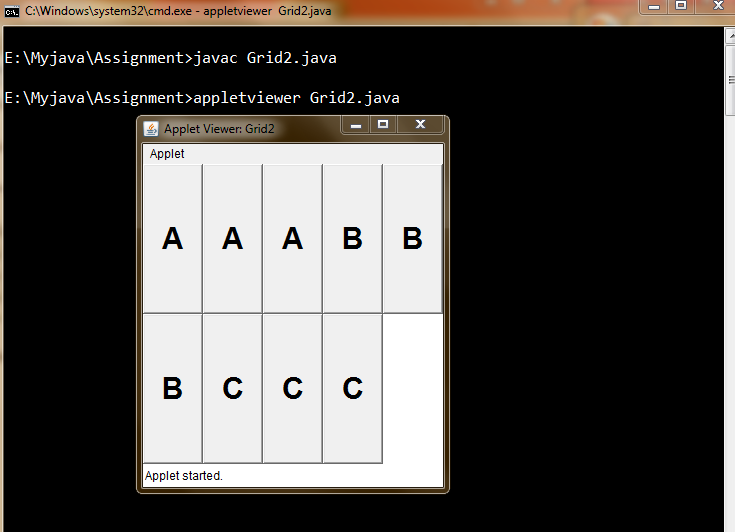 C:\Windows\system32\cmd.exe - appletviewer Grid2.java
E:\Myjava\Assignment>javac Grid2.java
E:\Myjava\Assignment>appletviewer Grid2.java
Applet Viewer: Grid2
Applet
A A A B B
B C C C
Applet started.